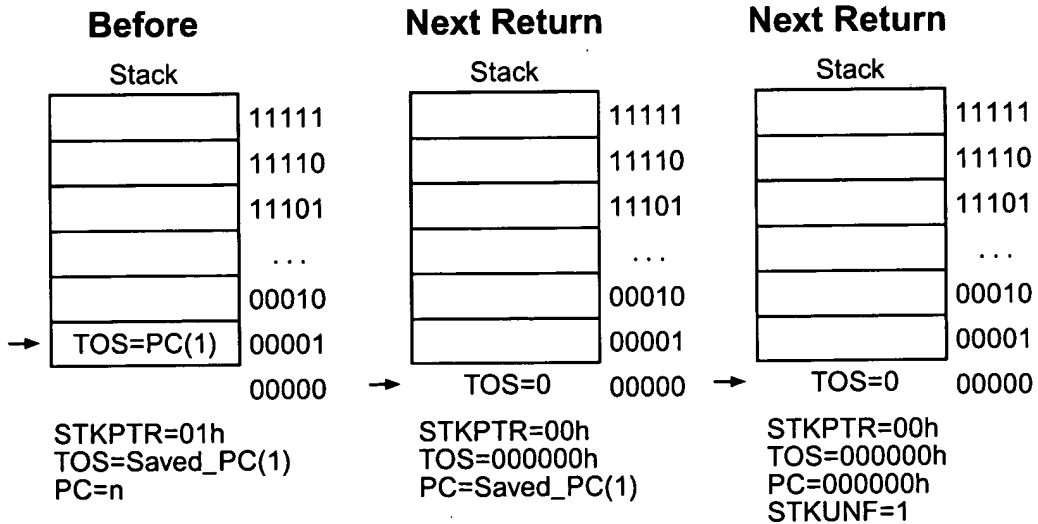 Before
Stack
11111
11110
11101
...
00010
TOS=PC(1) 00001
00000
STKPTR=01h
TOS=Saved_PC(1)
PC=n
Next Return
Stack
11111
11110
11101
...
00010
00001
TOS=0 00000
STKPTR=00h
TOS=000000h
PC=Saved_PC(1)
Next Return
Stack
11111
11110
11101
...
00010
00001
TOS=0 00000
STKPTR=00h
TOS=000000h
PC=000000h
STKUNF=1